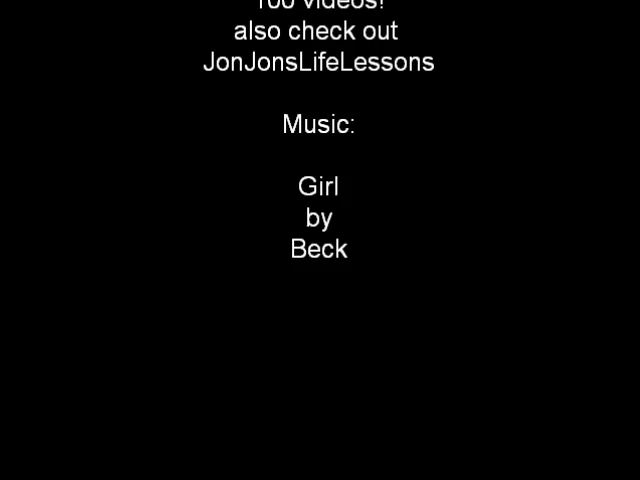 100 videos!
also check out
JonJonsLifeLessons
Music:
Girl
by
Beck